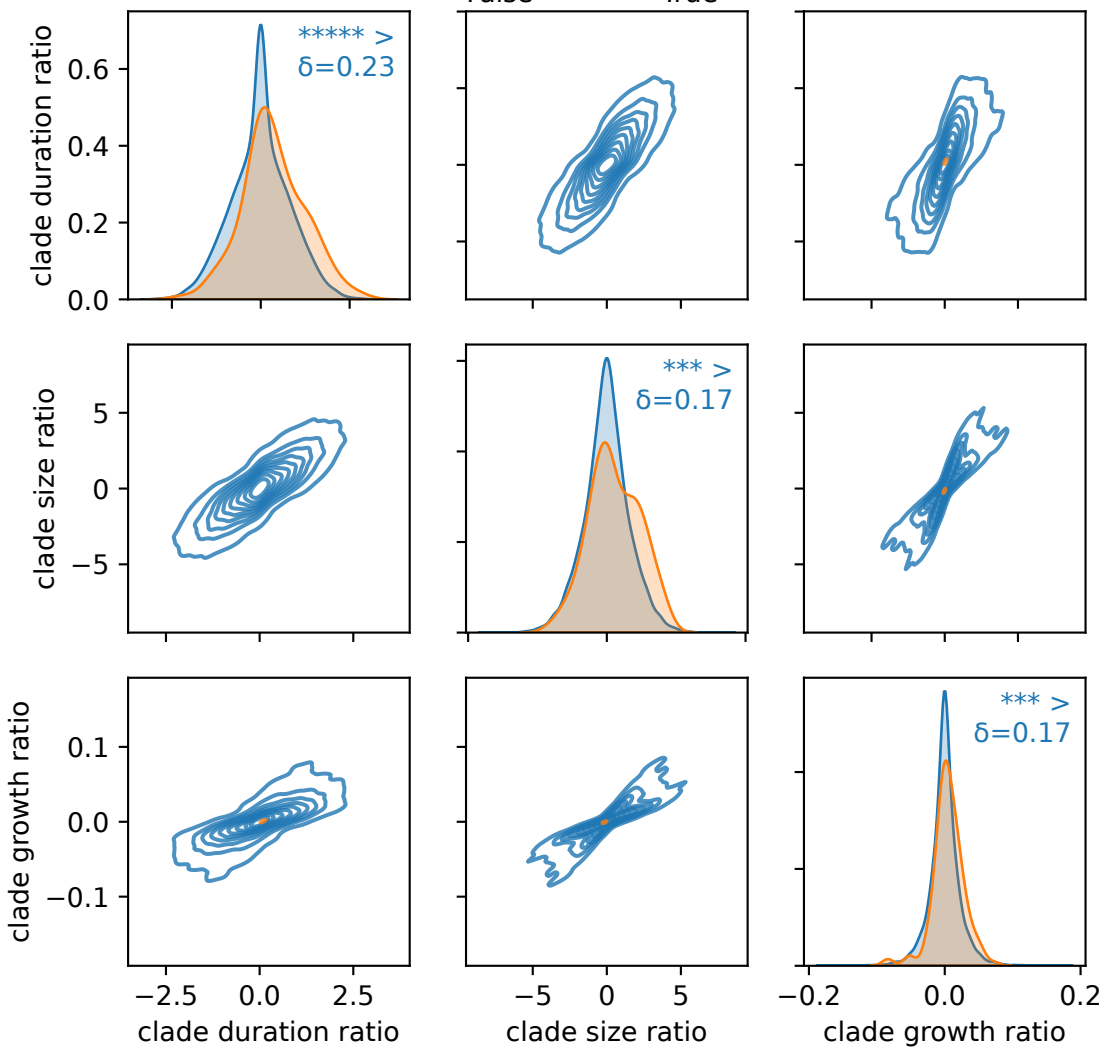 clade duration ratio
0.6
0.4
0.2
0.0
***** >
δ=0.23
clade size ratio
5
0
−5
*** >
δ=0.17
clade growth ratio
0.1
0.0
−0.1
*** >
δ=0.17
−2.5 0.0 2.5
−5 0 5
−0.2 0.0 0.2
clade duration ratio
clade size ratio
clade growth ratio